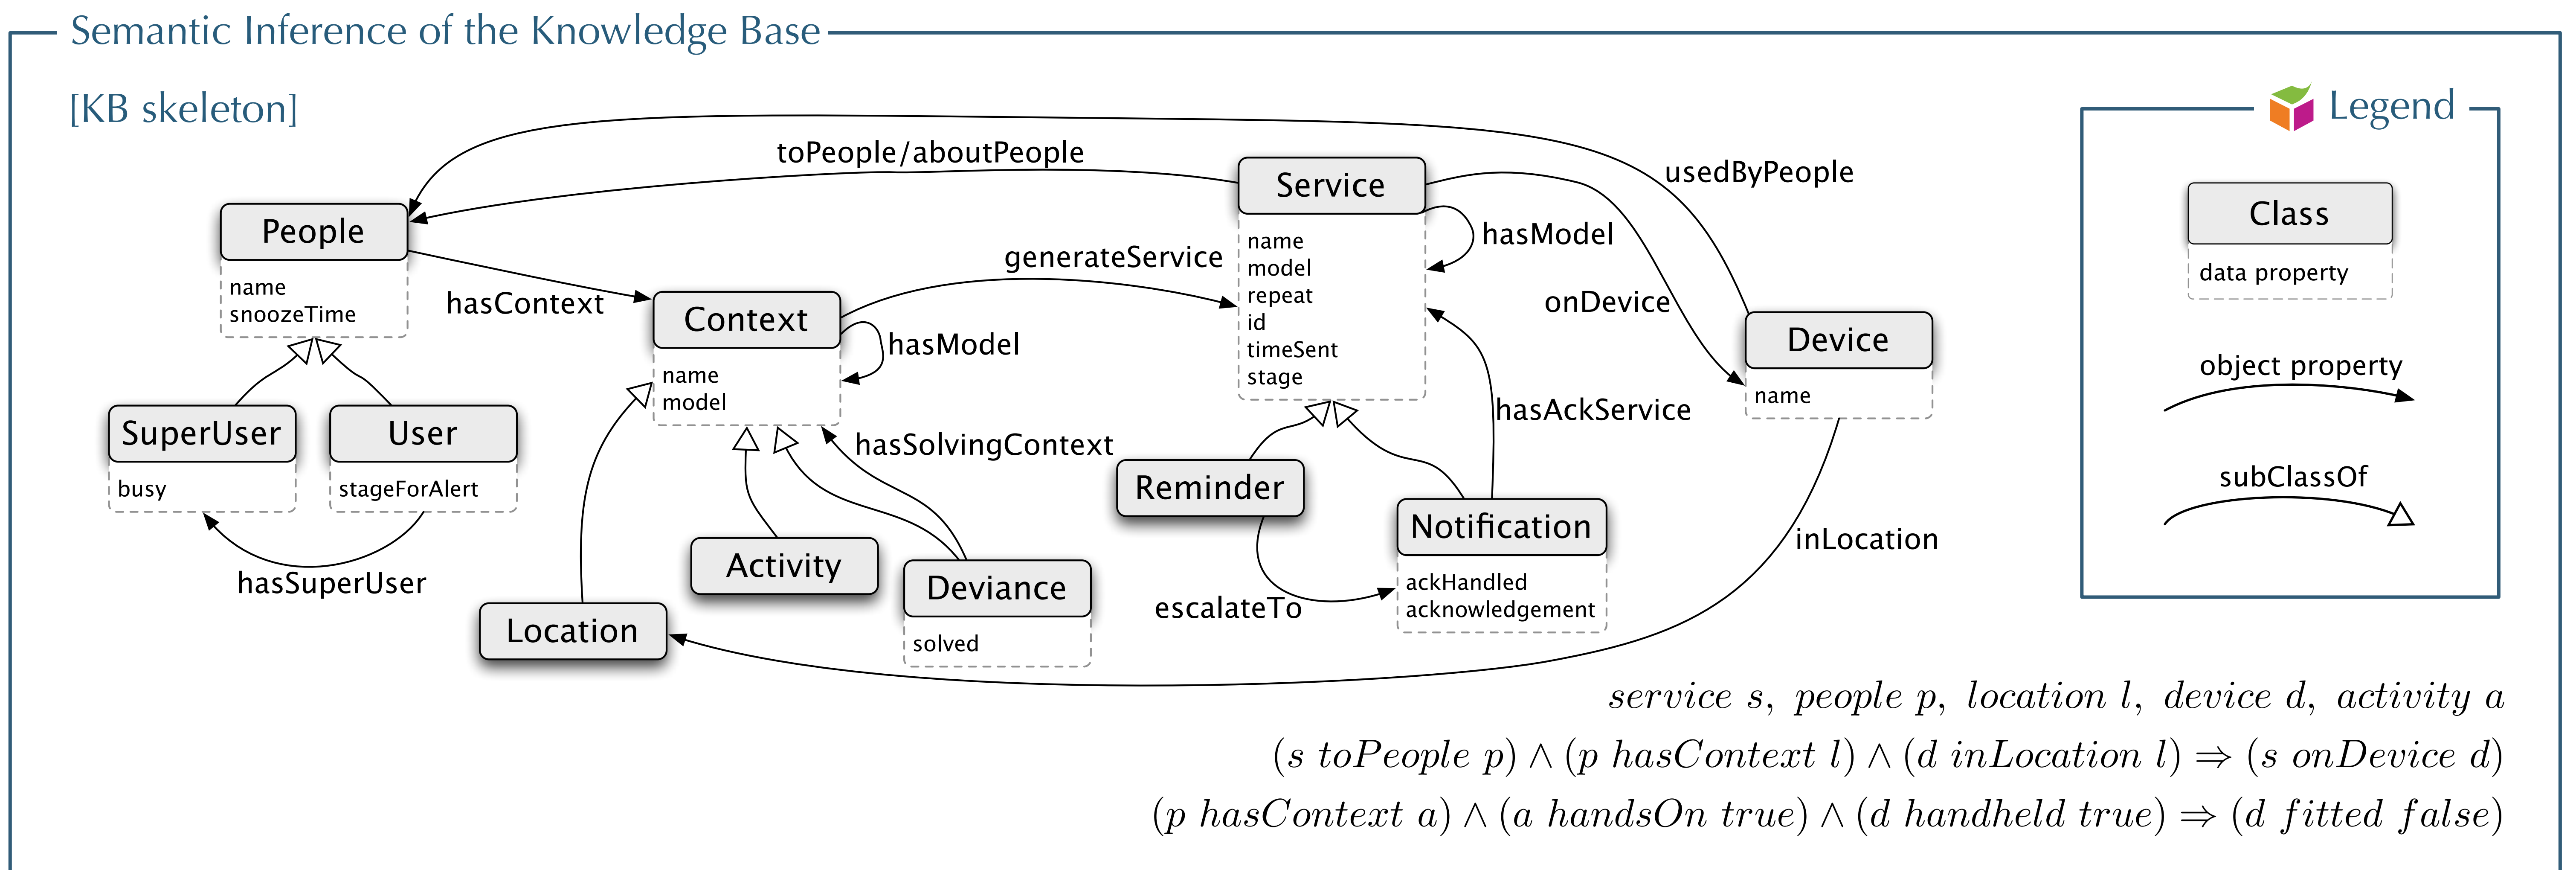 Semantic Inference of the Knowledge Base
[KB skeleton]
Legend
toPeople/aboutPeople
usedByPeople
People
name
snoozeTime
hasContext
SuperUser
busy
User
stageForAlert
hasSuperUser
Context
name
model
hasModel
generateService
hasSolvingContext
Location
Activity
Deviance
solved
Service
name
model
repeat
id
timeSent
stage
hasModel
onDevice
hasAckService
Reminder
escalateTo
Notification
ackHandled
acknowledgement
Device
name
inLocation
Class
data property
object property
subClassOf
service s, people p, location l, device d, activity a
(s toPeople p) ∧ (p hasContext l) ∧ (d inLocation l) ⇒ (s onDevice d)
(p hasContext a) ∧ (a handsOn true) ∧ (d handheld true) ⇒ (d fitted false)